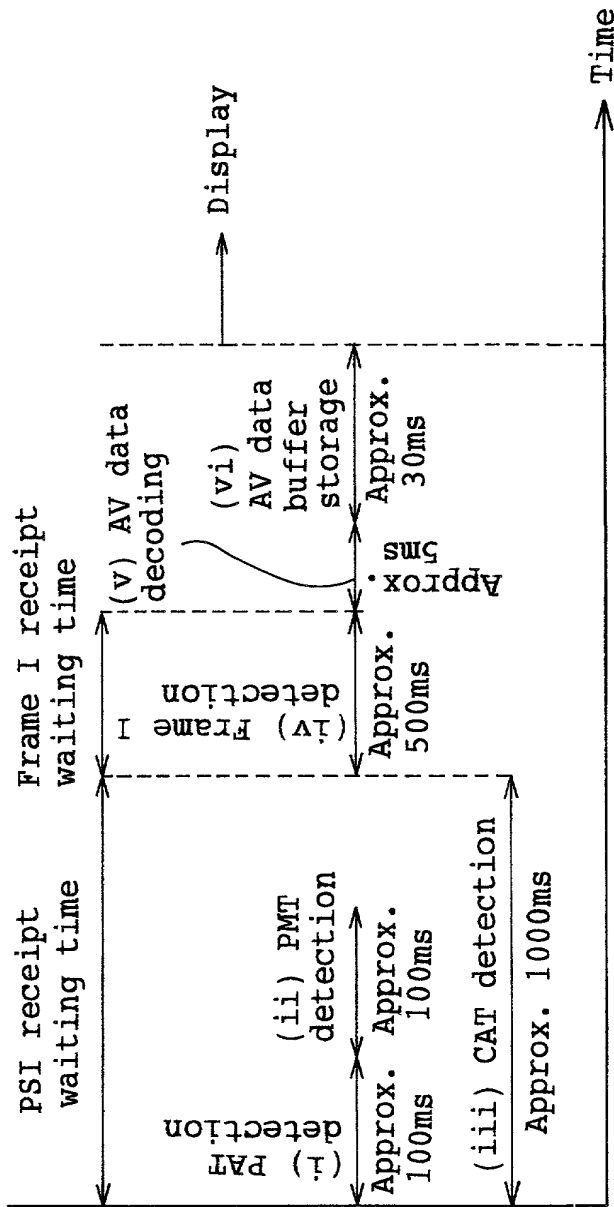 PSI receipt
waiting time
Frame I receipt
waiting time
(i) PAT
detection
Approx.
100ms
(ii) PMT
detection
Approx.
100ms
(iii) CAT detection
Approx. 1000ms
(iv) Frame I
detection
Approx.
500ms
(v) AV data
decoding
Approx.
5ms
(vi)
AV data
buffer
storage
Approx.
30ms
Display
Time